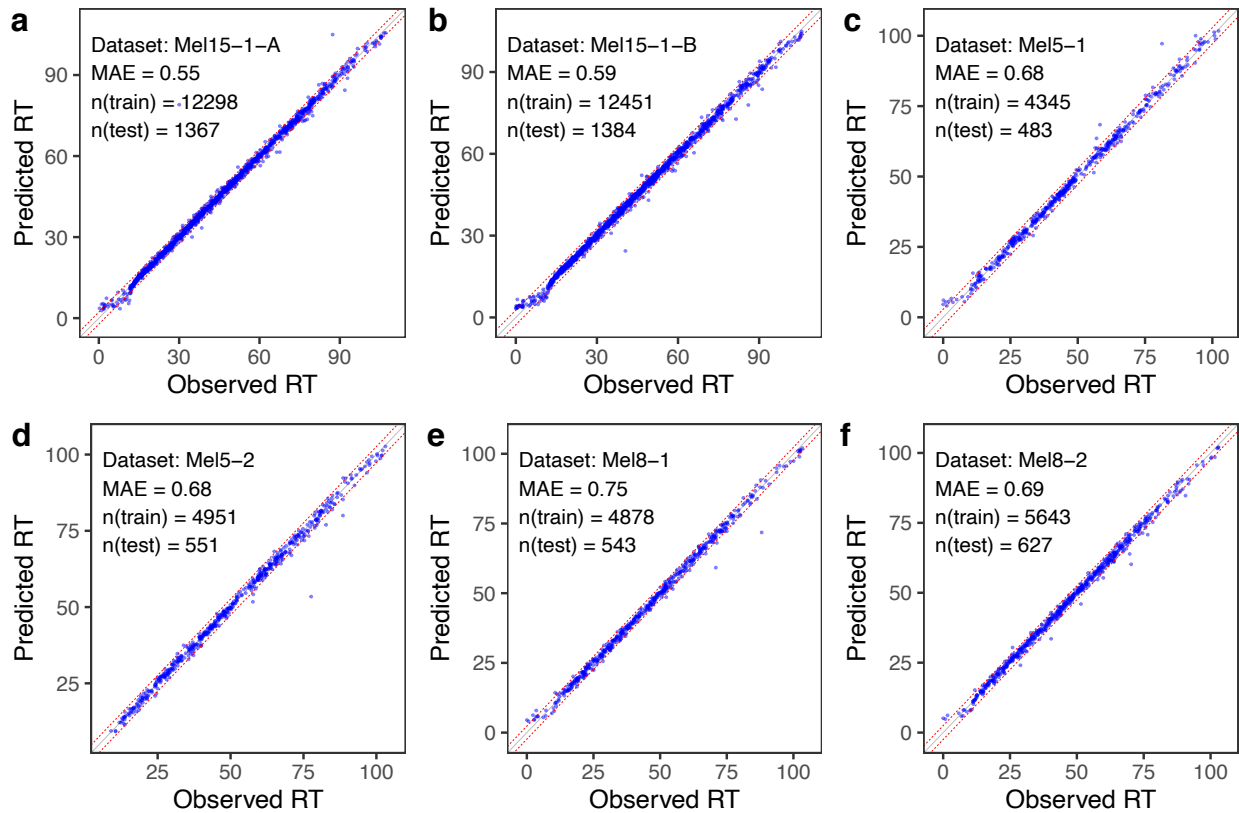 a
Dataset: Mel15−1−A
MAE = 0.55
n(train) = 12298
n(test) = 1367
Predicted RT
90
60
30
0
0 30 60 90
Observed RT
b
Dataset: Mel15−1−B
MAE = 0.59
n(train) = 12451
n(test) = 1384
Predicted RT
90
60
30
0
0 30 60 90
Observed RT
c
Dataset: Mel5−1
MAE = 0.68
n(train) = 4345
n(test) = 483
Predicted RT
100
75
50
25
0
0 25 50 75 100
Observed RT
d
Dataset: Mel5−2
MAE = 0.68
n(train) = 4951
n(test) = 551
Predicted RT
100
75
50
25
25 50 75 100
Observed RT
e
Dataset: Mel8−1
MAE = 0.75
n(train) = 4878
n(test) = 543
Predicted RT
100
75
50
25
0
0 25 50 75 100
Observed RT
f
Dataset: Mel8−2
MAE = 0.69
n(train) = 5643
n(test) = 627
Predicted RT
100
75
50
25
0
0 25 50 75 100
Observed RT